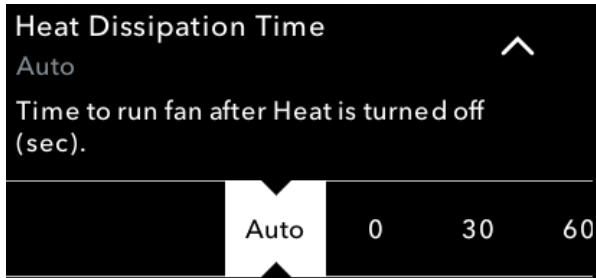 Heat Dissipation Time
Auto
Time to run fan after Heat is turned off
(sec).
Auto 0 30 60